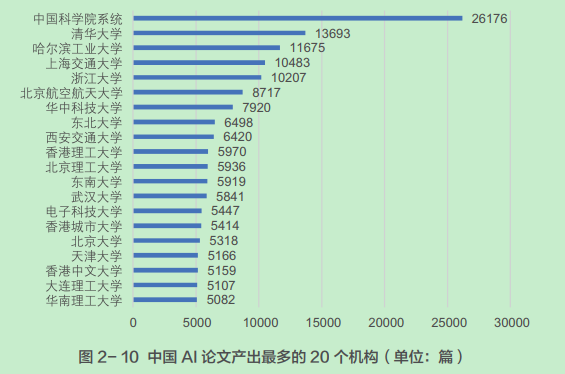 中国科学院系统 26176
清华大学 13693
哈尔滨工业大学 11675
上海交通大学 10483
浙江大学 10207
北京航空航天大学 8717
华中科技大学 7920
东北大学 6498
西安交通大学 6420
香港理工大学 5970
北京理工大学 5936
东南大学 5919
武汉大学 5841
电子科技大学 5447
香港城市大学 5414
北京大学 5318
天津大学 5166
香港中文大学 5159
大连理工大学 5107
华南理工大学 5082
0 5000 10000 15000 20000 25000 30000
图 2- 10 中国 AI 论文产出最多的 20 个机构（单位：篇）